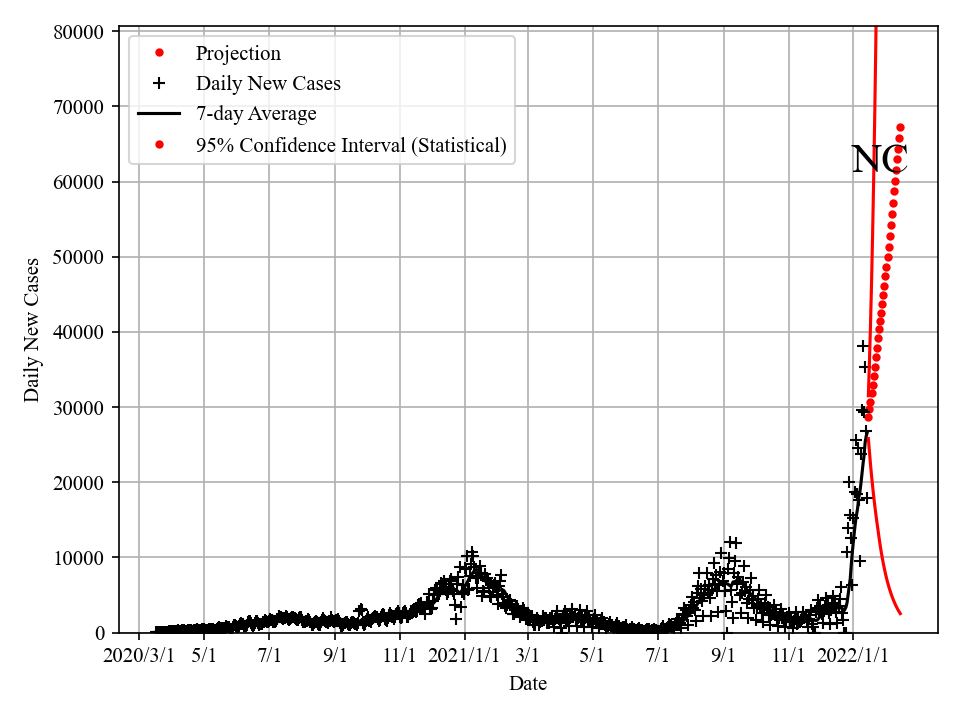 80000
70000
60000
50000
40000
30000
20000
10000
0
Daily New Cases
Projection
Daily New Cases
7-day Average
95% Confidence Interval (Statistical)
NC
2020/3/1 5/1 7/1 9/1 11/1 2021/1/1 3/1 5/1 7/1 9/1 11/1 2022/1/1
Date